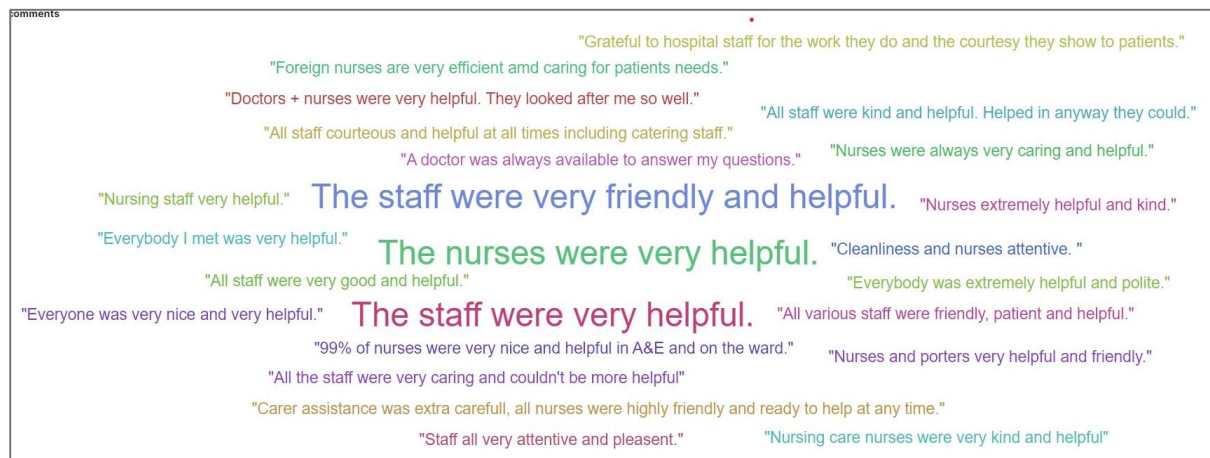 comments
"Grateful to hospital staff for the work they do and the courtesy they show to patients."
"Foreign nurses are very efficient amd caring for patients needs."
"Doctors + nurses were very helpful. They looked after me so well."
"All staff were kind and helpful. Helped in anyway they could."
"All staff courteous and helpful at all times including catering staff."
"Nurses were always very caring and helpful."
"A doctor was always available to answer my questions."
"Nursing staff very helpful."
The staff were very friendly and helpful.
"Nurses extremely helpful and kind."
"Everybody I met was very helpful."
The nurses were very helpful.
"Cleanliness and nurses attentive. "
"All staff were very good and helpful."
"Everybody was extremely helpful and polite."
"Everyone was very nice and very helpful."
The staff were very helpful.
"All various staff were friendly, patient and helpful."
"99% of nurses were very nice and helpful in A&E and on the ward."
"Nurses and porters very helpful and friendly."
"All the staff were very caring and couldn't be more helpful"
"Carer assistance was extra carefull, all nurses were highly friendly and ready to help at any time."
"Staff all very attentive and pleasent."
"Nursing care nurses were very kind and helpful"